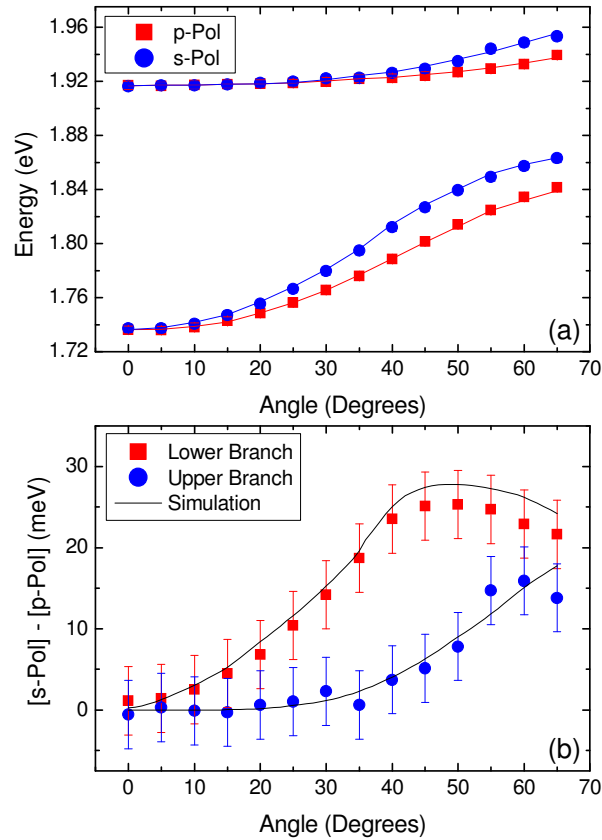 1.96
1.92
1.88
1.84
1.80
1.76
1.72
Energy (eV)
p-Pol
s-Pol
(a)
0 10 20 30 40 50 60 70
Angle (Degrees)
30
20
10
0
[s-Pol] - [p-Pol] (meV)
Lower Branch
Upper Branch
Simulation
(b)
0 10 20 30 40 50 60 70
Angle (Degrees)